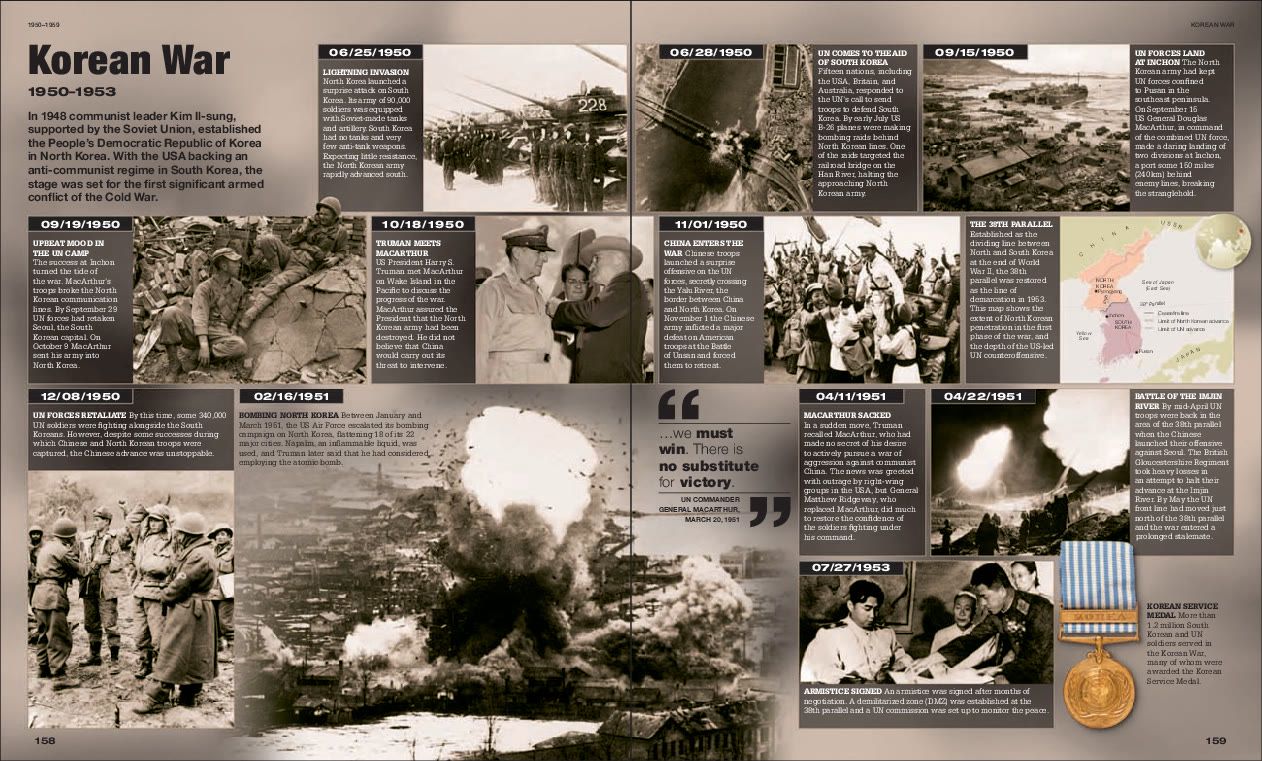 1950–1959
KOREAN WAR
Korean War
1950–1953
In 1948 communist leader Kim Il-sung,
supported by the Soviet Union, established
the People's Democratic Republic of Korea
in North Korea. With the USA backing an
anti-communist regime in South Korea, the
stage was set for the first significant armed
conflict of the Cold War.
06/25/1950
LIGHTNING INVASION
North Korea launched a
surprise attack on South
Korea. Its army of 90,000
soldiers was equipped
with Soviet-made tanks
and artillery. South Korea
had no tanks and very
few anti-tank weapons.
Expecting little resistance,
the North Korean army
rapidly advanced south.
228
06/28/1950
UN COMES TO THE AID
OF SOUTH KOREA
Fifteen nations, including
the USA, Britain, and
Australia, responded to
the UN's call to send
troops to defend South
Korea. By early July US
B-26 planes were making
bombing raids behind
North Korean lines. One
of the raids targeted the
railroad bridge on the
Han River, halting the
approaching North
Korean army.
09/15/1950
UN FORCES LAND
AT INCHON The North
Korean army had kept
UN forces confined
to Pusan in the
southeast peninsula.
On September 15
US General Douglas
MacArthur, in command
of the combined UN force,
made a daring landing of
two divisions at Inchon,
a port some 150 miles
(240km) behind
enemy lines, breaking
the stranglehold.
09/19/1950
UPBEAT MOOD IN
THE UN CAMP
The success at Inchon
turned the tide of
the war. MacArthur's
troops broke the North
Korean communication
lines. By September 29
UN forces had retaken
Seoul, the South
Korean capital. On
October 9 MacArthur
sent his army into
North Korea.
10/18/1950
TRUMAN MEETS
MACARTHUR
US President Harry S.
Truman met MacArthur
on Wake Island in the
Pacific to discuss the
progress of the war.
MacArthur assured the
President that the North
Korean army had been
destroyed. He did not
believe that China
would carry out its
threat to intervene.
11/01/1950
CHINA ENTERS THE
WAR Chinese troops
launched a surprise
offensive on the UN
forces, secretly crossing
the Yalu River, the
border between China
and North Korea. On
November 1 the Chinese
army inflicted a major
defeat on American
troops at the Battle
of Unsan and forced
them to retreat.
THE 38TH PARALLEL
Established as the
dividing line between
North and South Korea
at the end of World
War II, the 38th
parallel was restored
as the line of
demarcation in 1953.
This map shows the
extent of North Korean
penetration in the first
phase of the war, and
the depth of the US-led
UN counteroffensive.
CHINA
USSR
NORTH
KOREA
Pyongyang
Sea of Japan
(East Sea)
38th parallel
Inchon
SOUTH
KOREA
Ceasefire line
Limit of North Korean advance
Limit of UN advance
Yellow
Sea
Pusan
JAPAN
12/08/1950
UN FORCES RETALIATE By this time, some 340,000
UN soldiers were fighting alongside the South
Koreans. However, despite some successes during
which Chinese and North Korean troops were
captured, the Chinese advance was unstoppable.
02/16/1951
BOMBING NORTH KOREA Between January and
March 1951, the US Air Force escalated its bombing
campaign on North Korea, flattening 18 of its 22
major cities. Napalm, an inflammable liquid, was
used, and Truman later said that he had considered
employing the atomic bomb.
“
...we must
win. There is
no substitute
for victory.
UN COMMANDER
GENERAL MACARTHUR,
MARCH 20, 1951
”
04/11/1951
MACARTHUR SACKED
In a sudden move, Truman
recalled MacArthur, who had
made no secret of his desire
to actively pursue a war of
aggression against communist
China. The news was greeted
with outrage by right-wing
groups in the USA, but General
Matthew Ridgeway, who
replaced MacArthur, did much
to restore the confidence of
the soldiers fighting under
his command.
04/22/1951
BATTLE OF THE IMJIN
RIVER By mid-April UN
troops were back in the
area of the 38th parallel
when the Chinese
launched their offensive
against Seoul. The British
Gloucestershire Regiment
took heavy losses in
an attempt to halt their
advance at the Imjin
River. By May the UN
front line had moved just
north of the 38th parallel
and the war entered a
prolonged stalemate.
07/27/1953
ARMISTICE SIGNED An armistice was signed after months of
negotiation. A demilitarized zone (DMZ) was established at the
38th parallel and a UN commission was set up to monitor the peace.
KOREA
KOREAN SERVICE
MEDAL More than
1.2 million South
Korean and UN
soldiers served in
the Korean War,
many of whom were
awarded the Korean
Service Medal.
158
159